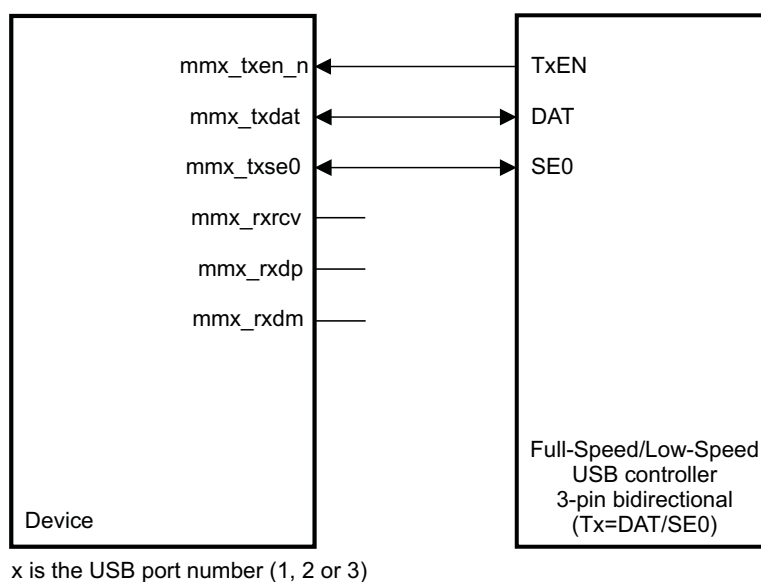 mmx_txen_n
mmx_txdat
mmx_txse0
mmx_rxrcv
mmx_rxdp
mmx_rxdm
Device
TxEN
DAT
SE0
Full-Speed/Low-Speed
USB controller
3-pin bidirectional
(Tx=DAT/SE0)
x is the USB port number (1, 2 or 3)